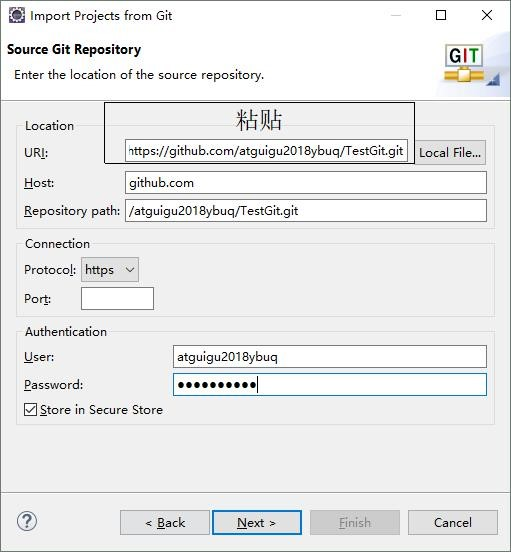 Import Projects from Git
Source Git Repository
Enter the location of the source repository.
GIT
粘贴
Location
URI:
https://github.com/atguigu2018ybuq/TestGit.git
Local File...
Host:
github.com
Repository path:
/atguigu2018ybuq/TestGit.git
Connection
Protocol:
https
Port:
Authentication
User:
atguigu2018ybuq
Password:
●●●●●●●●●●
Store in Secure Store
?
< Back
Next >
Finish
Cancel